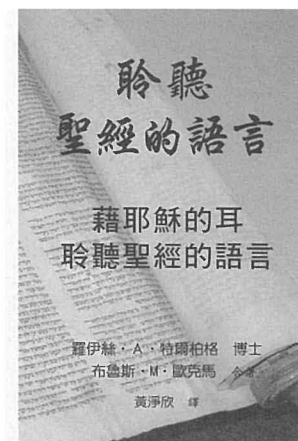 聆聽
聖經的語言
藉耶穌的耳
聆聽聖經的語言
羅伊絲·A·特爾柏格 博士
布魯斯·M·歐克馬 合著
黃淨欣 譯